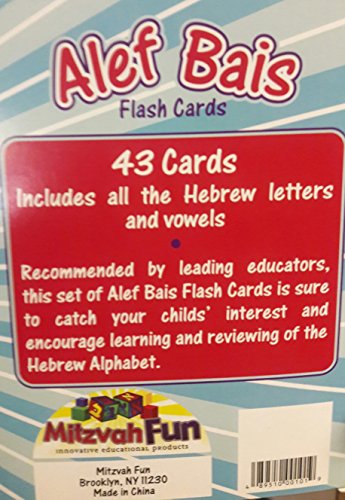 Alef Bais
Flash Cards
43 Cards
Includes all the Hebrew letters
and vowels
Recommended by leading educators,
this set of Alef Bais Flash Cards is sure
to catch your childs' interest and
encourage learning and reviewing of the
Hebrew Alphabet.
Mitzvah Fun
innovative educational products
Mitzvah Fun
Brooklyn, NY 11230
Made in China